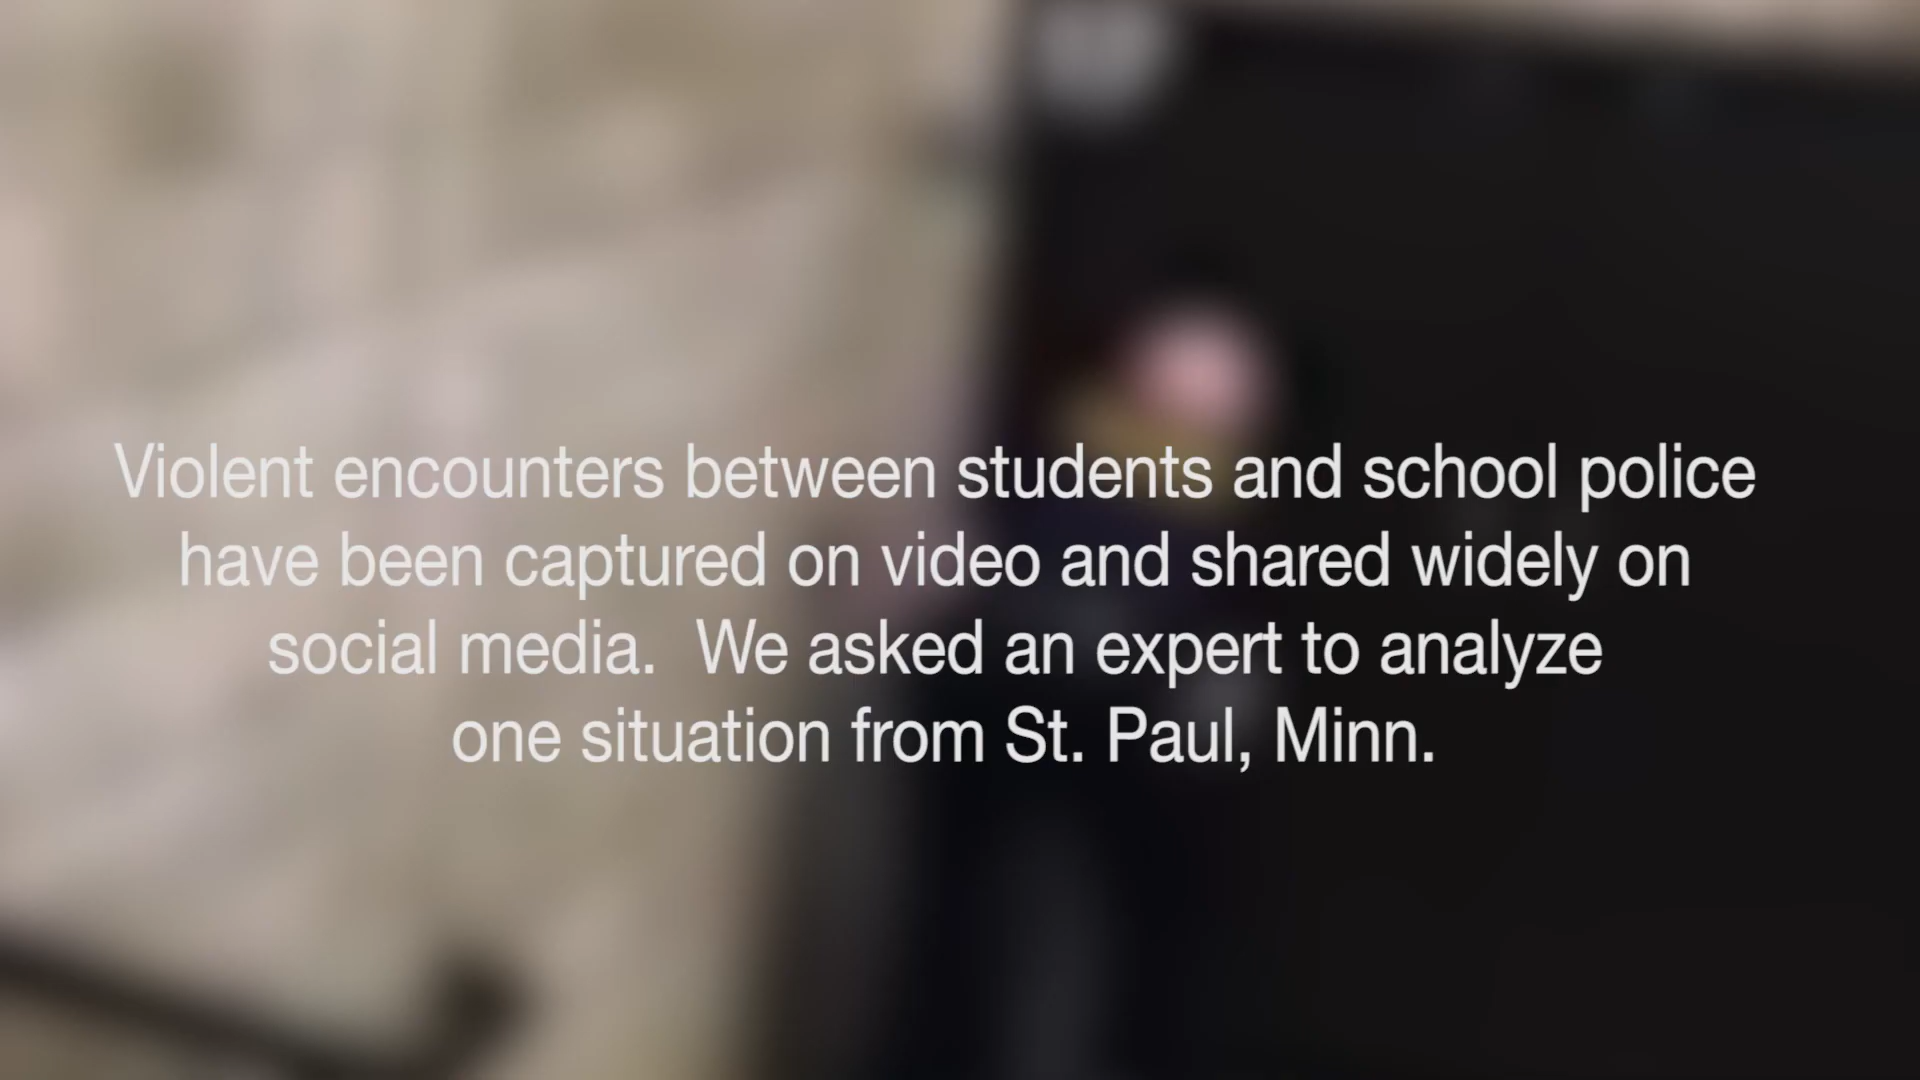 Violent encounters between students and school police
have been captured on video and shared widely on
social media.  We asked an expert to analyze
one situation from St. Paul, Minn.